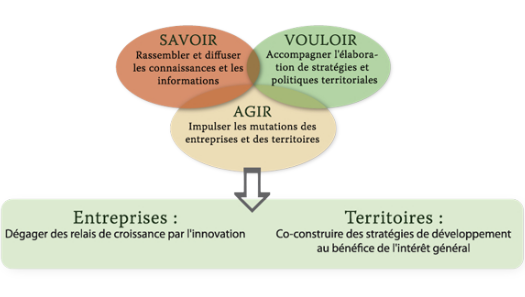 SAVOIR
Rassembler et diffuser
les connaissances et les
informations
VOULOIR
Accompagner l'élabora-
tion de stratégies et
politiques territoriales
AGIR
Impulser les mutations des
entreprises et des territoires
Entreprises :
Dégager des relais de croissance par l'innovation
Territoires :
Co-construire des stratégies de développement
au bénéfice de l'intérêt général